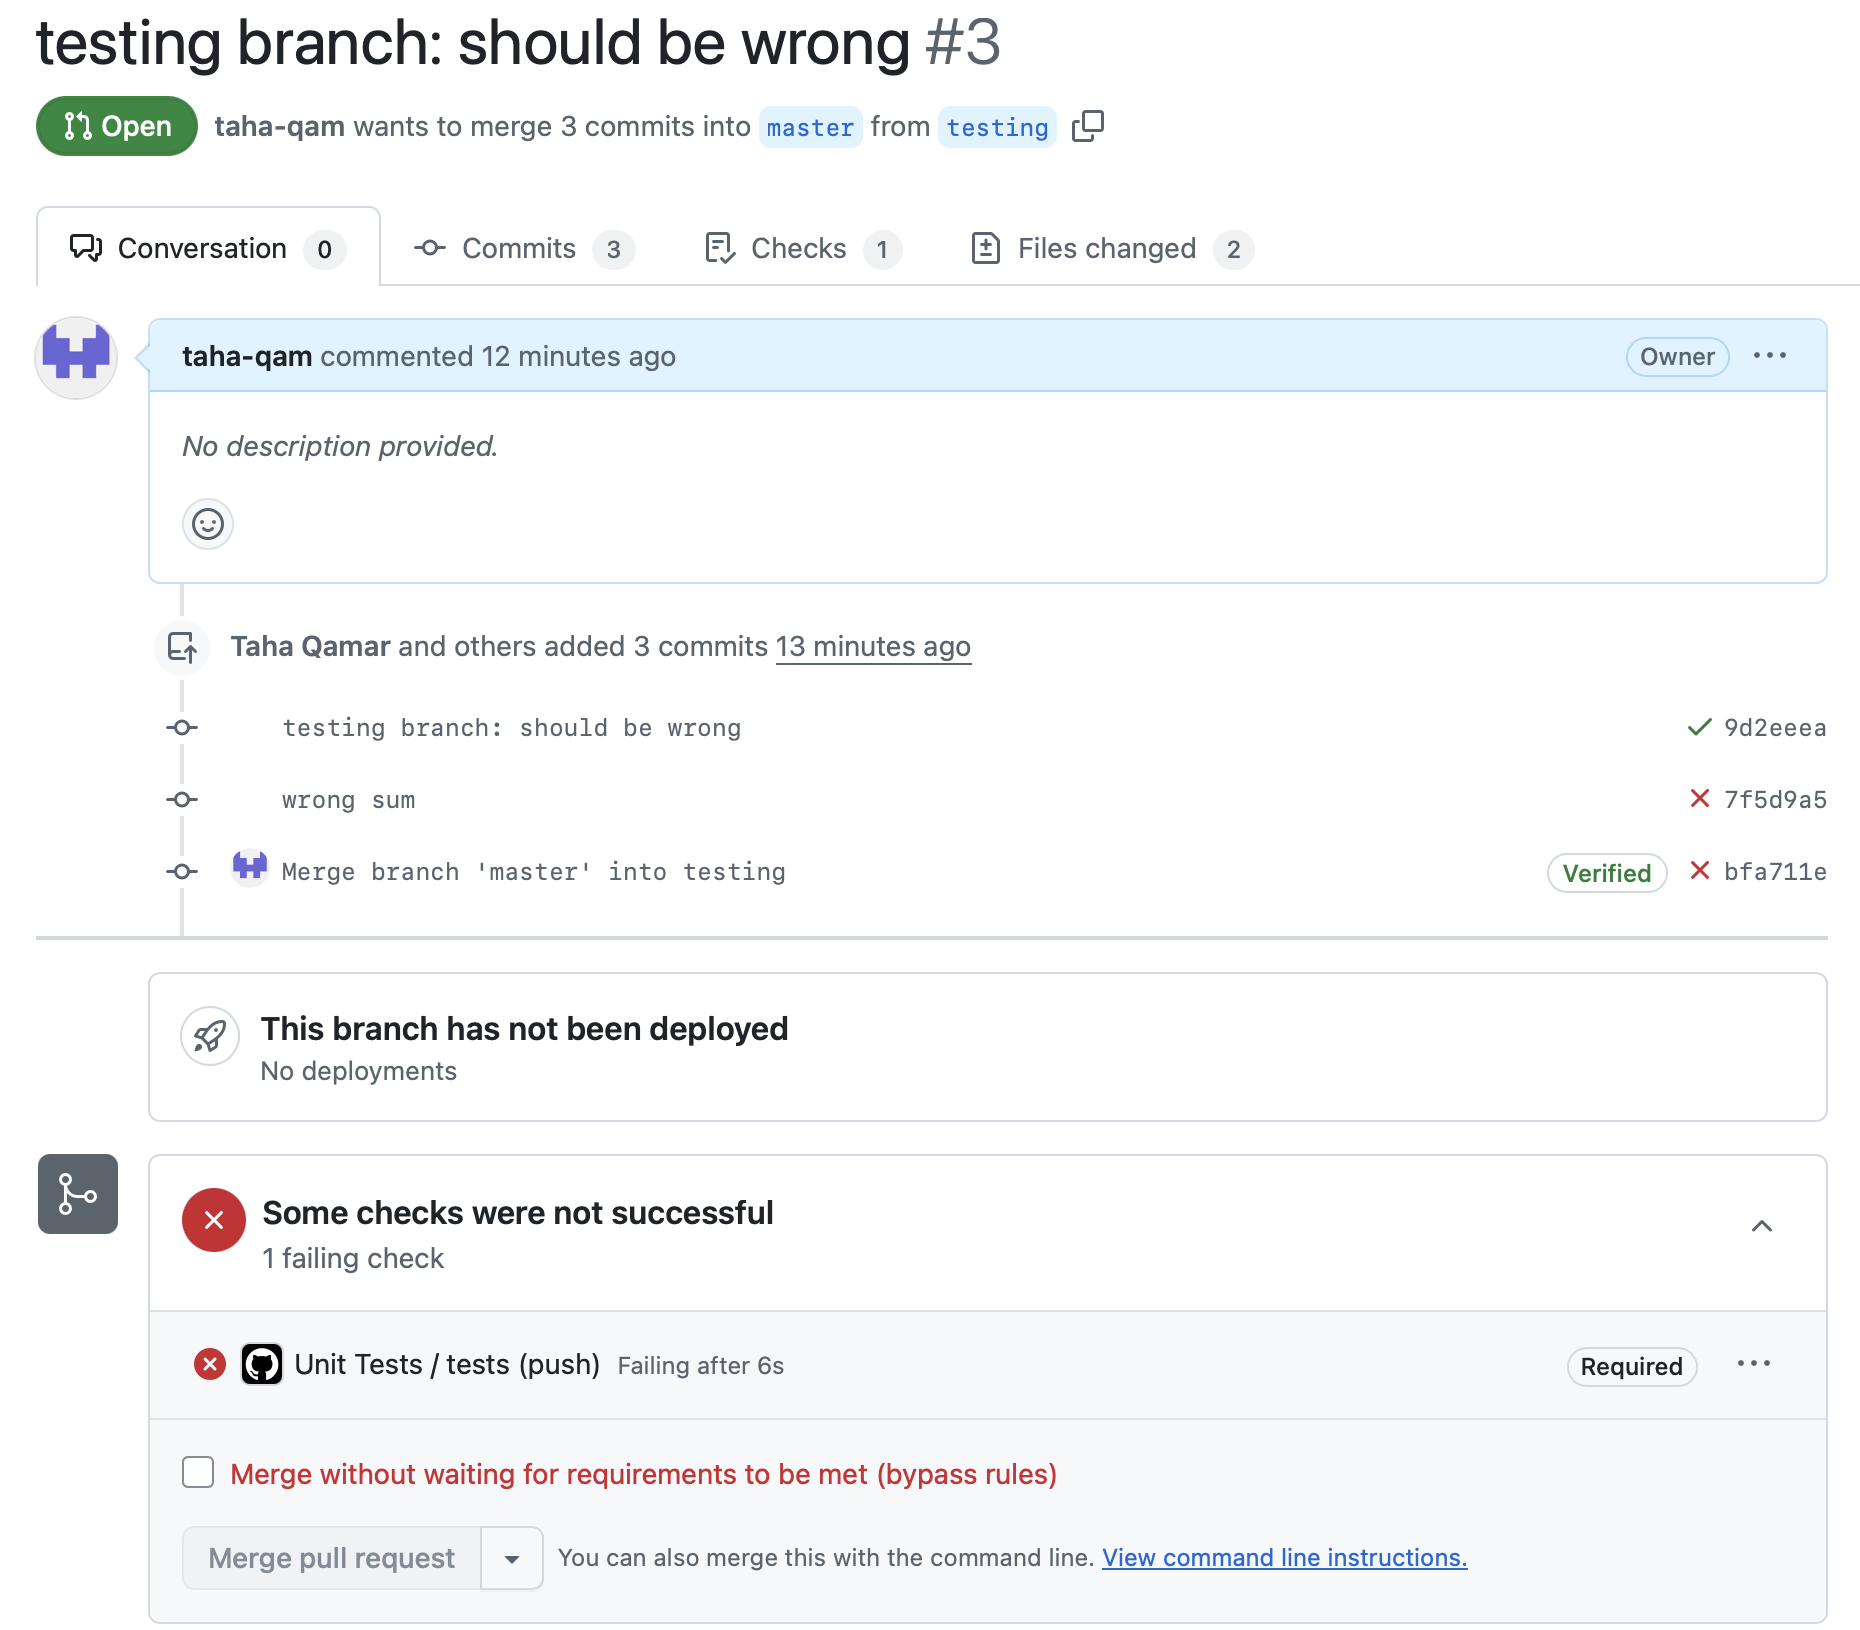 testing branch: should be wrong #3
Open taha-qam wants to merge 3 commits into master from testing
Conversation 0 Commits 3 Checks 1 Files changed 2
taha-qam commented 12 minutes ago Owner
No description provided.
Taha Qamar and others added 3 commits 13 minutes ago
testing branch: should be wrong 9d2eeea
wrong sum 7f5d9a5
Merge branch 'master' into testing Verified bfa711e
This branch has not been deployed
No deployments
Some checks were not successful
1 failing check
Unit Tests / tests (push) Failing after 6s Required
Merge without waiting for requirements to be met (bypass rules)
Merge pull request You can also merge this with the command line. View command line instructions.